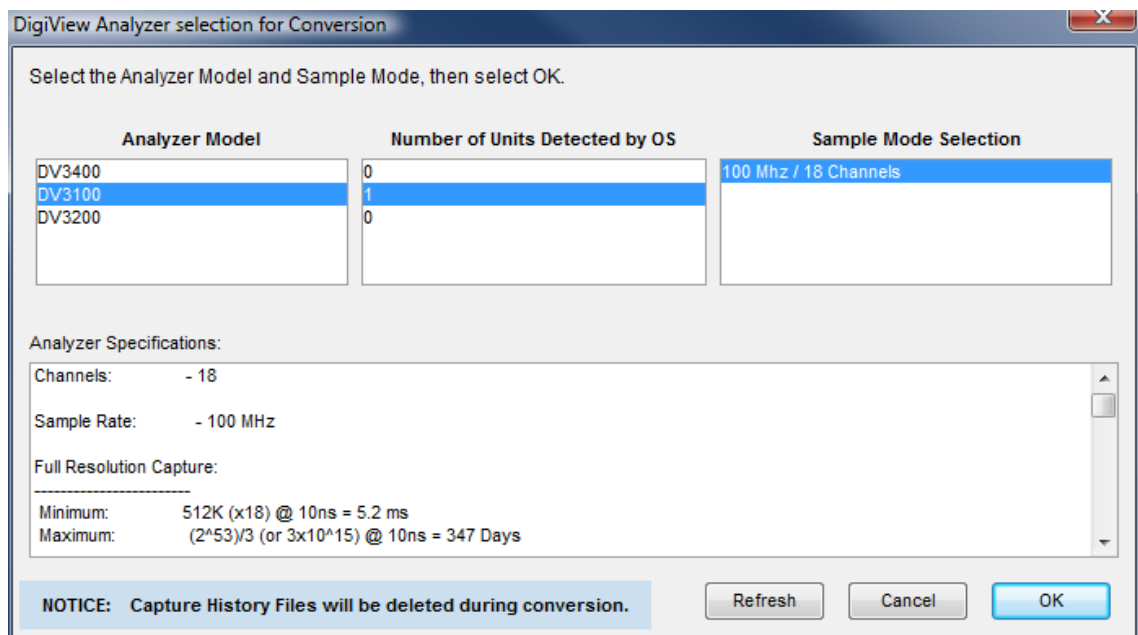 DigiView Analyzer selection for Conversion
X
Select the Analyzer Model and Sample Mode, then select OK.
Analyzer Model Number of Units Detected by OS Sample Mode Selection
DV3400 0 100 Mhz / 18 Channels
DV3100 1
DV3200 0
Analyzer Specifications:
Channels: - 18
Sample Rate: - 100 MHz
Full Resolution Capture:
------------------------
Minimum: 512K (x18) @ 10ns = 5.2 ms
Maximum: (2^53)/3 (or 3x10^15) @ 10ns = 347 Days
NOTICE: Capture History Files will be deleted during conversion. Refresh Cancel OK